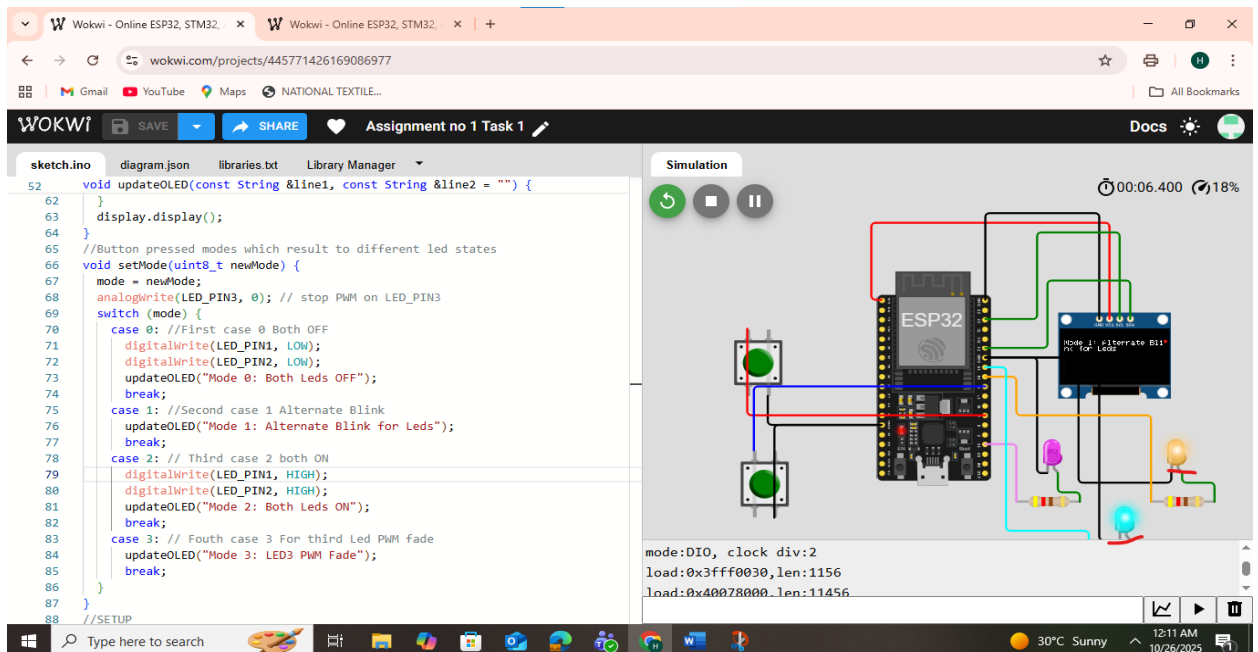 Wokwi - Online ESP32, STM32,
Wokwi - Online ESP32, STM32,
wokwi.com/projects/445771426169086977
H
Gmail
YouTube
Maps
NATIONAL TEXTILE...
All Bookmarks
WOKWI
SAVE
SHARE
Assignment no 1 Task 1
Docs
sketch.ino
diagram.json
libraries.txt
Library Manager
52 void updateOLED(const String &line1, const String &line2 = "") {
62 }
63 display.display();
64 }
65 //Button pressed modes which result to different led states
66 void setMode(uint8_t newMode) {
67 mode = newMode;
68 analogWrite(LED_PIN3, 0); // stop PWM on LED_PIN3
69 switch (mode) {
70 case 0: //First case 0 Both OFF
71 digitalWrite(LED_PIN1, LOW);
72 digitalWrite(LED_PIN2, LOW);
73 updateOLED("Mode 0: Both Leds OFF");
74 break;
75 case 1: //Second case 1 Alternate Blink
76 updateOLED("Mode 1: Alternate Blink for Leds");
77 break;
78 case 2: // Third case 2 both ON
79 digitalWrite(LED_PIN1, HIGH);
80 digitalWrite(LED_PIN2, HIGH);
81 updateOLED("Mode 2: Both Leds ON");
82 break;
83 case 3: // Fouth case 3 For third Led PWM fade
84 updateOLED("Mode 3: LED3 PWM Fade");
85 break;
86 }
87 }
88 //SETUP
Simulation
00:06.400
18%
ESP32
GND VCC SCL SDA
Mode 1: Alternate Bli
nk for Leds
mode:DIO, clock div:2
load:0x3fff0030,len:1156
load:0x40078000,len:11456
Type here to search
30°C Sunny
12:11 AM
10/26/2025